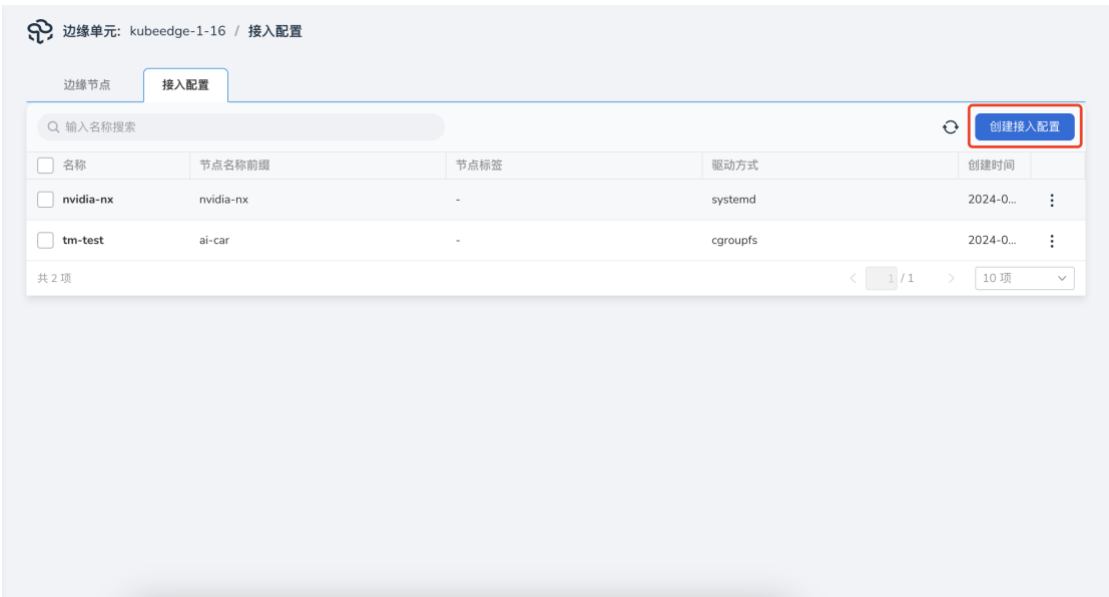 边缘单元: kubeedge-1-16 / 接入配置
边缘节点 接入配置
输入名称搜索 创建接入配置
名称 节点名称前缀 节点标签 驱动方式 创建时间
nvidia-nx nvidia-nx - systemd 2024-0...
tm-test ai-car - cgroupfs 2024-0...
共 2 项 1 / 1 10 项